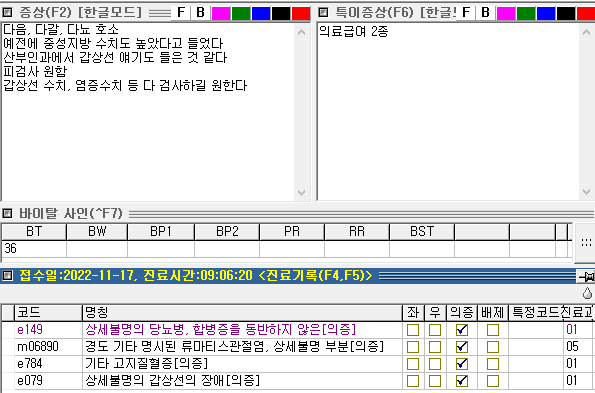 증상(F2) [한글모드] F B
다음, 다갈, 다뇨 호소
예전에 중성지방 수치도 높았다고 들었다
산부인과에서 갑상선 얘기도 들은 것 같다
피검사 원함
갑상선 수치, 염증수치 등 다 검사하길 원한다
특이증상(F6) [한글모 F B
의료급여 2종
바이탈 사인(^F7)
BT BW BP1 BP2 PR RR BST
36
접수일:2022-11-17, 진료시간:09:06:20 <진료기록(F4,F5)>
코드 명칭 좌 우 의증 배제 특정코드 진료과
e149 상세불명의 당뇨병, 합병증을 동반하지 않은[의증] 01
m06890 경도 기타 명시된 류마티스관절염, 상세불명 부분[의증] 05
e784 기타 고지질혈증[의증] 01
e079 상세불명의 갑상선의 장애[의증] 01